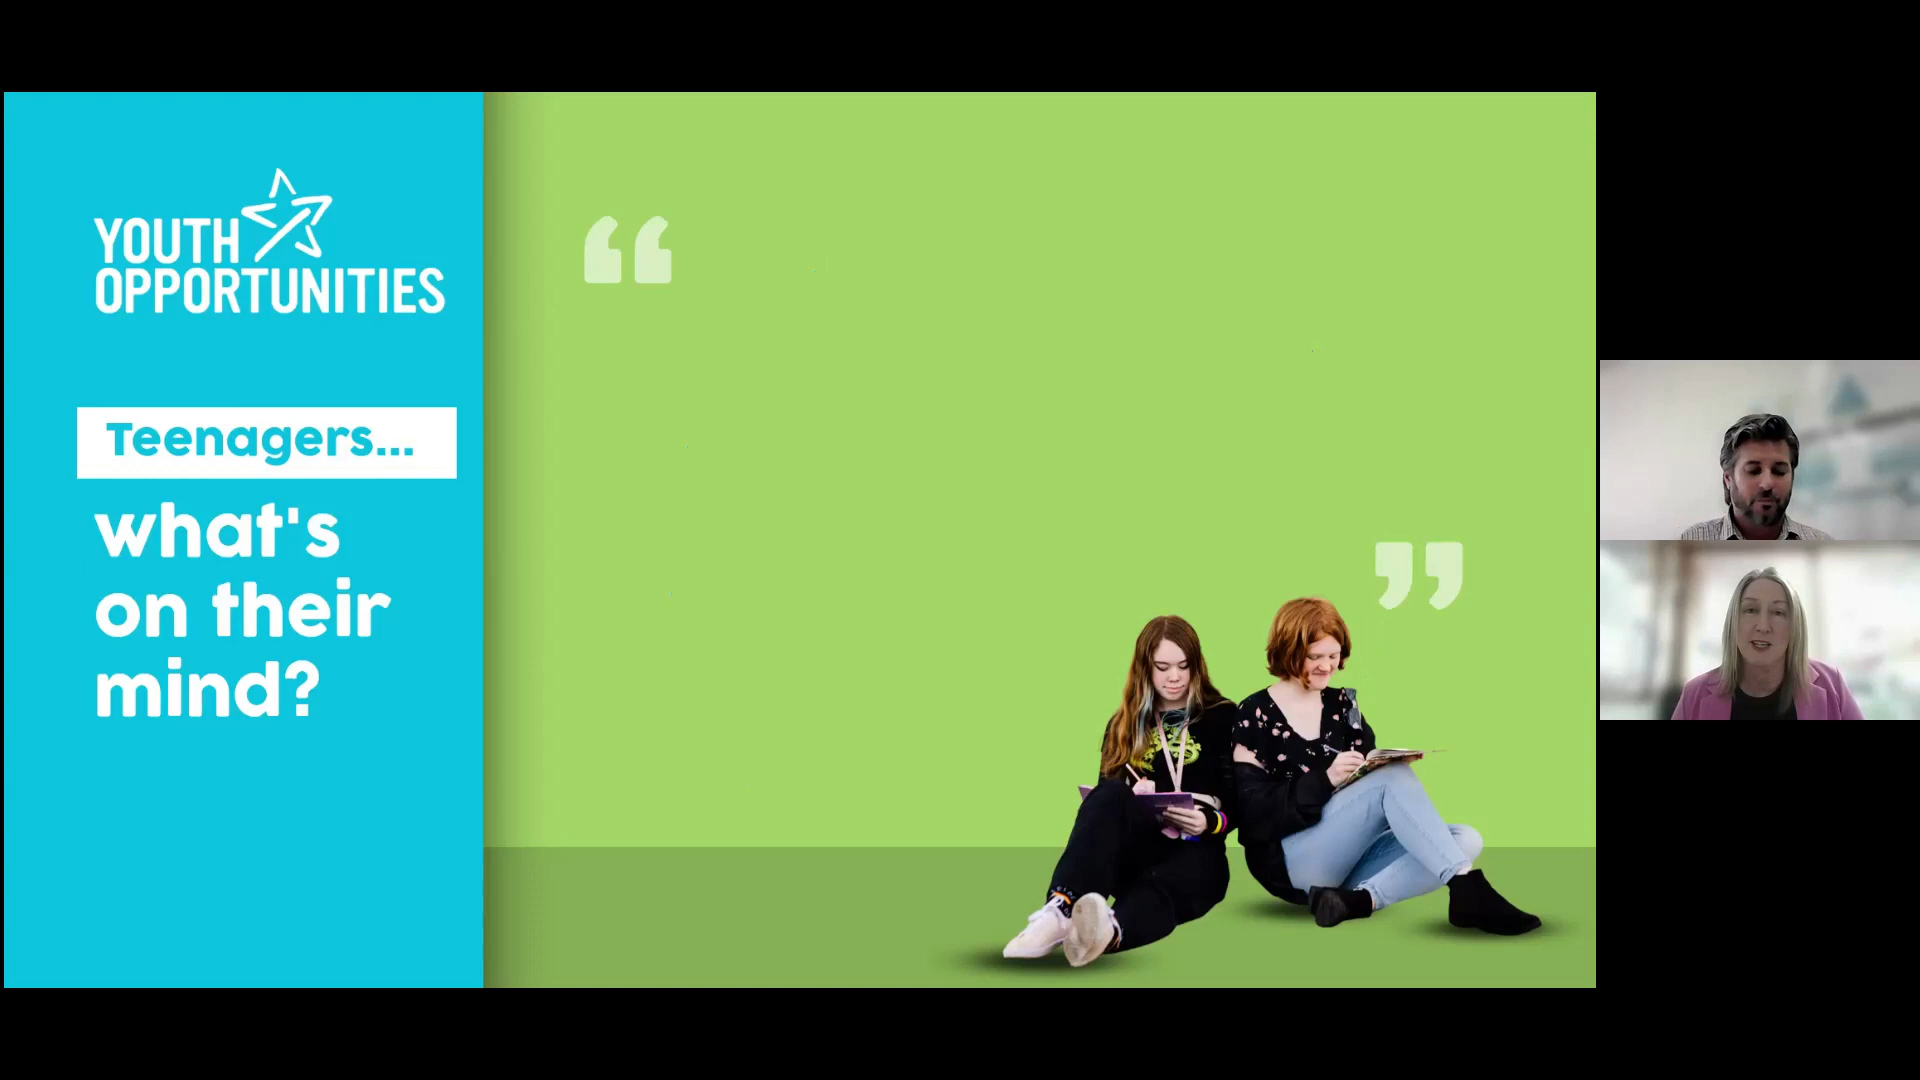 YOUTH
OPPORTUNITIES
Teenagers...
what's
on their
mind?
“
”